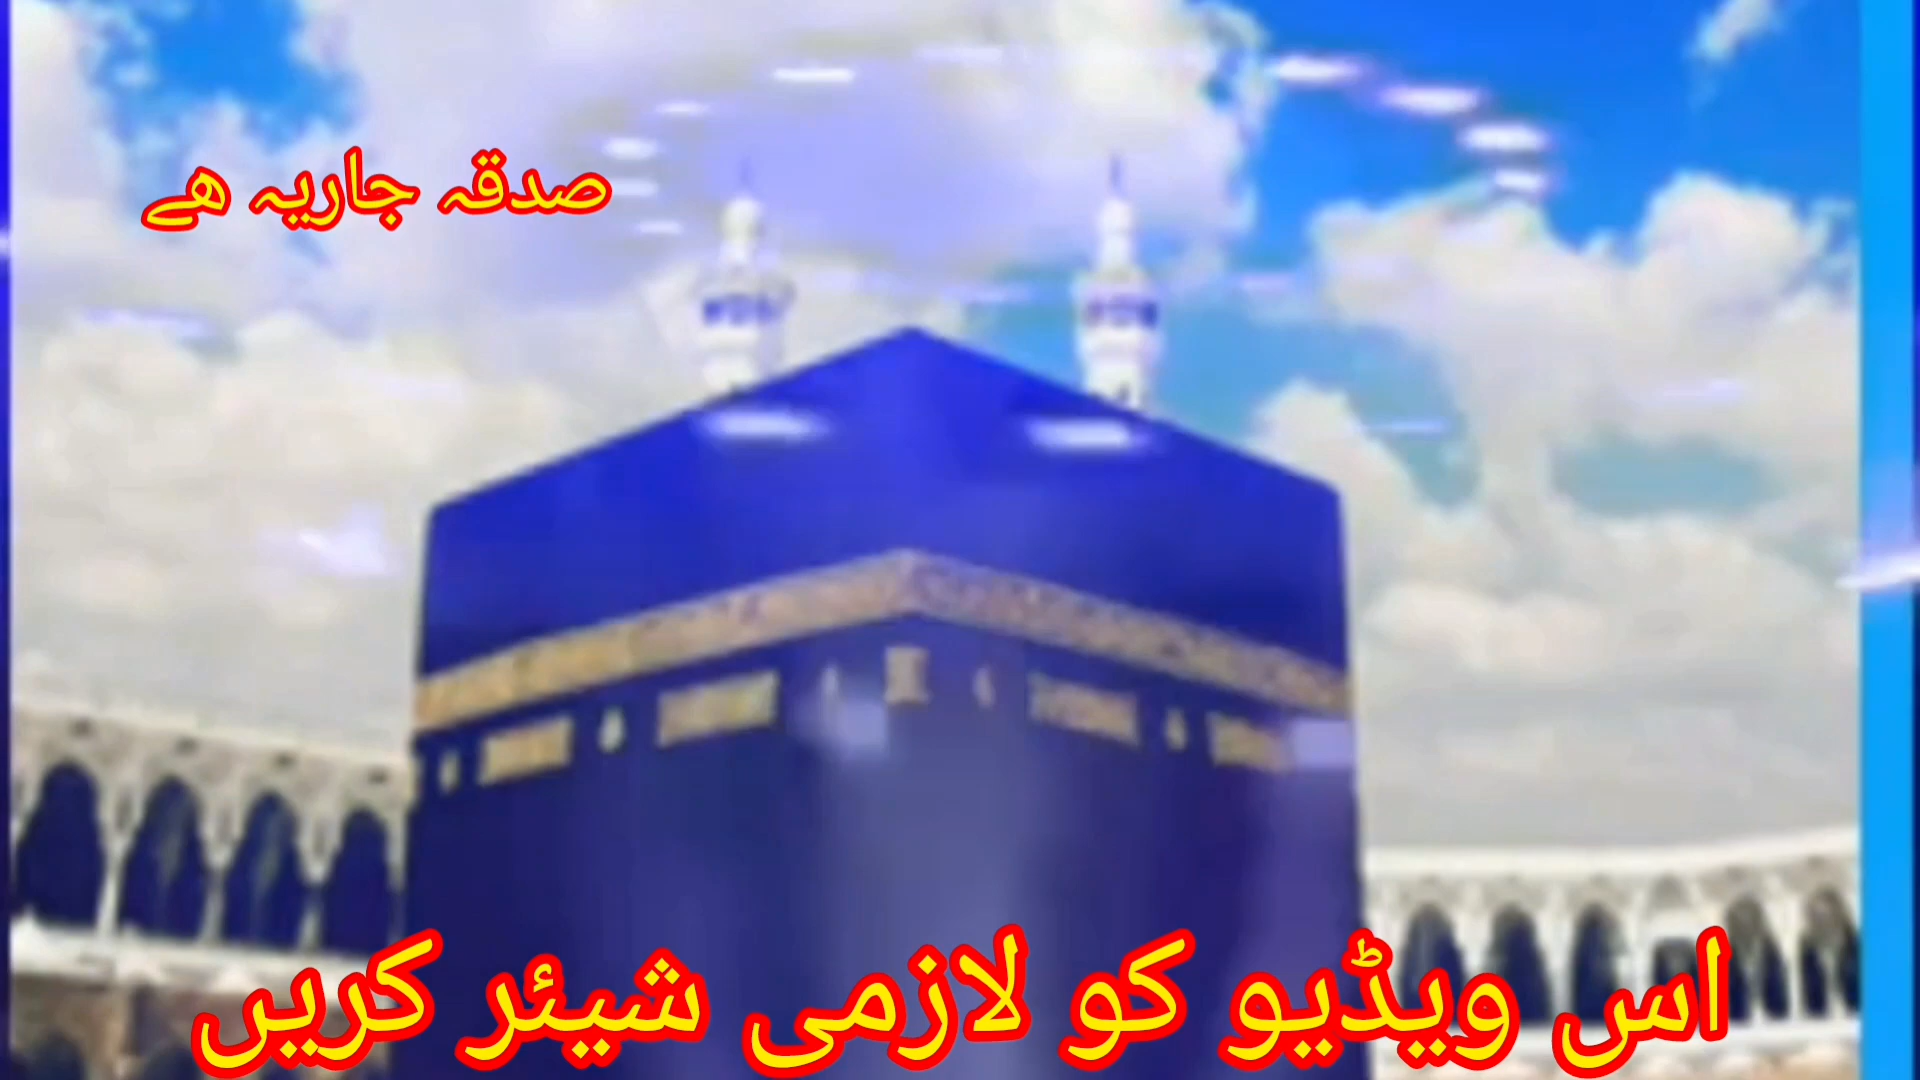 صدقہ جاریہ ھے
اس ویڈیو کو لازمی شیئر کریں